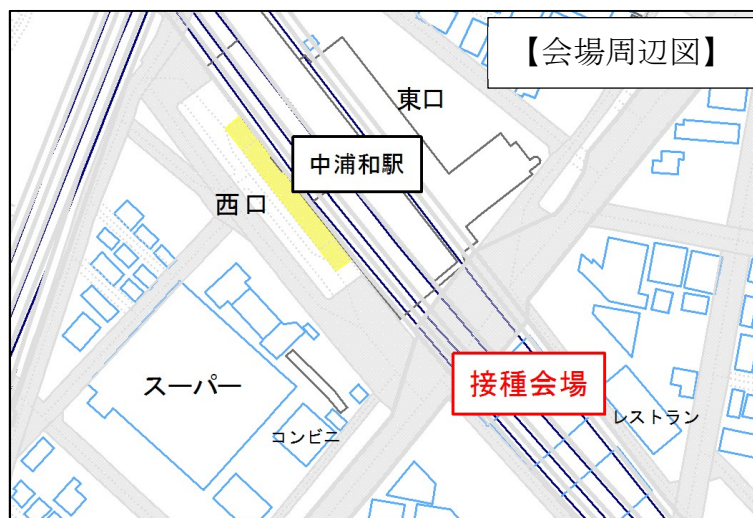 【会場周辺図】
東口
中浦和駅
西口
接種会場
スーパー
レストラン
コンビニ